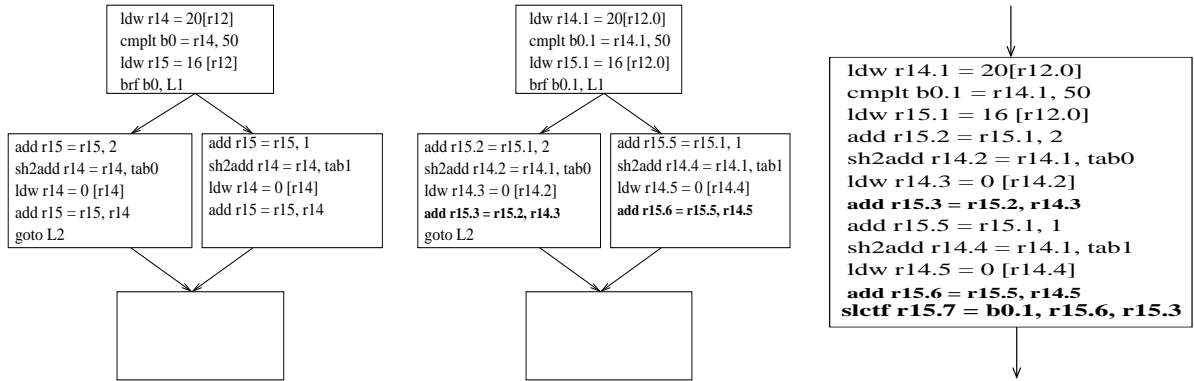 ldw r14 = 20[r12]
cmplt b0 = r14, 50
ldw r15 = 16 [r12]
brf b0, L1
add r15 = r15, 2
sh2add r14 = r14, tab0
ldw r14 = 0 [r14]
add r15 = r15, r14
goto L2
add r15 = r15, 1
sh2add r14 = r14, tab1
ldw r14 = 0 [r14]
add r15 = r15, r14
ldw r14.1 = 20[r12.0]
cmplt b0.1 = r14.1, 50
ldw r15.1 = 16 [r12.0]
brf b0.1, L1
add r15.2 = r15.1, 2
sh2add r14.2 = r14.1, tab0
ldw r14.3 = 0 [r14.2]
add r15.3 = r15.2, r14.3
goto L2
add r15.5 = r15.1, 1
sh2add r14.4 = r14.1, tab1
ldw r14.5 = 0 [r14.4]
add r15.6 = r15.5, r14.5
ldw r14.1 = 20[r12.0]
cmplt b0.1 = r14.1, 50
ldw r15.1 = 16 [r12.0]
add r15.2 = r15.1, 2
sh2add r14.2 = r14.1, tab0
ldw r14.3 = 0 [r14.2]
add r15.3 = r15.2, r14.3
add r15.5 = r15.1, 1
sh2add r14.4 = r14.1, tab1
ldw r14.5 = 0 [r14.4]
add r15.6 = r15.5, r14.5
slctf r15.7 = b0.1, r15.6, r15.3